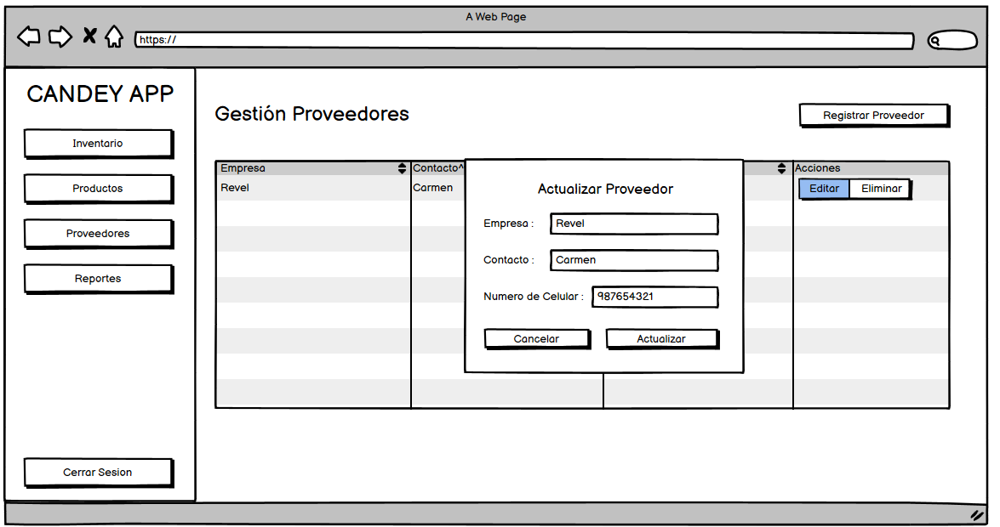 A Web Page
https://
CANDEY APP
Inventario
Productos
Proveedores
Reportes
Cerrar Sesion
Gestión Proveedores
Registrar Proveedor
Empresa Contacto^ Acciones
Revel Carmen Editar Eliminar
Actualizar Proveedor
Empresa : Revel
Contacto : Carmen
Numero de Celular : 987654321
Cancelar Actualizar